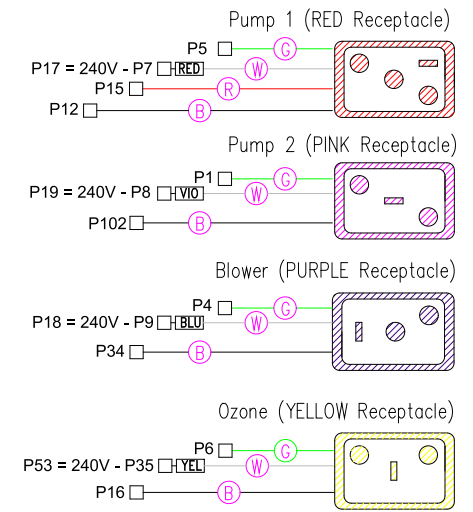 Pump 1 (RED Receptacle)
P5 G
P17 = 240V - P7 RED W
P15 R
P12 B
Pump 2 (PINK Receptacle)
P1 G
P19 = 240V - P8 VIO W
P102 B
Blower (PURPLE Receptacle)
P4 G
P18 = 240V - P9 BLU W
P34 B
Ozone (YELLOW Receptacle)
P6 G
P53 = 240V - P35 YEL W
P16 B